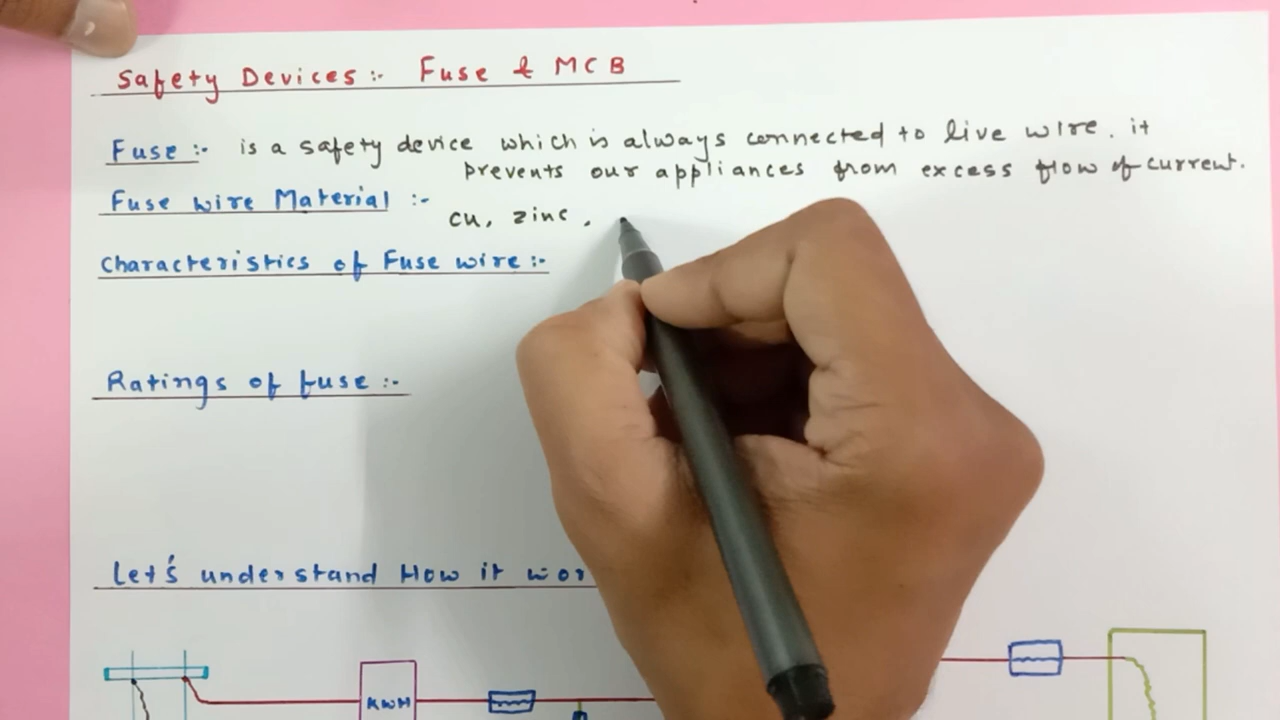 Safety Devices:- Fuse & MCB
Fuse:- is a safety device which is always connected to live wire. it
prevents our appliances from excess flow of current.
Fuse wire Material :-
cu, zinc,
Characteristics of Fuse wire:-
Ratings of fuse:-
Let's understand How it wor
KWH